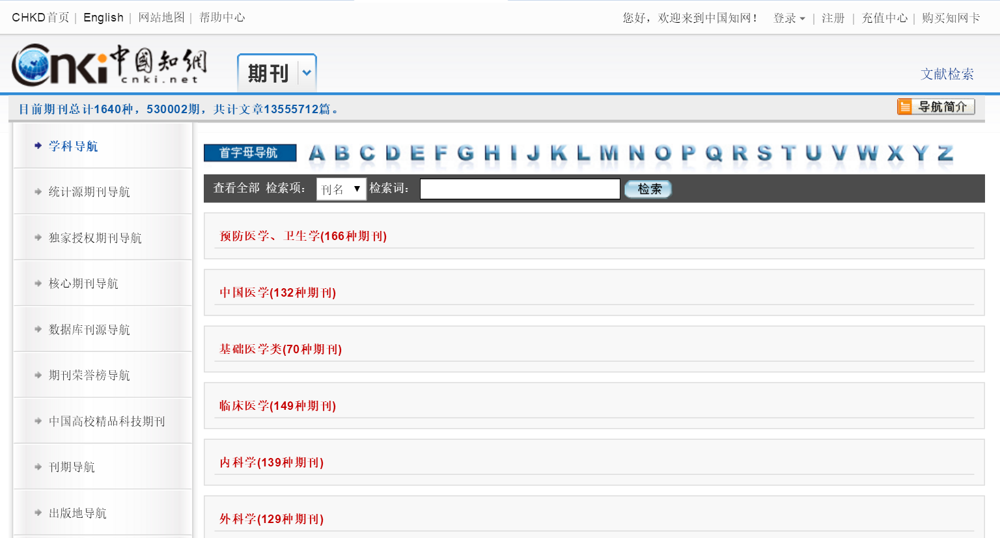 CHKD首页 | English | 网站地图 | 帮助中心
您好，欢迎来到中国知网！ 登录 | 注册 | 充值中心 | 购买知网卡
Cnki中國知網
cnki.net
期刊
文献检索
目前期刊总计1640种，530002期，共计文章13555712篇。
导航简介
学科导航
统计源期刊导航
独家授权期刊导航
核心期刊导航
数据库刊源导航
期刊荣誉榜导航
中国高校精品科技期刊
刊期导航
出版地导航
首字母导航 A B C D E F G H I J K L M N O P Q R S T U V W X Y Z
查看全部 检索项： 刊名 ▼ 检索词： 检索
预防医学、卫生学(166种期刊)
中国医学(132种期刊)
基础医学类(70种期刊)
临床医学(149种期刊)
内科学(139种期刊)
外科学(129种期刊)